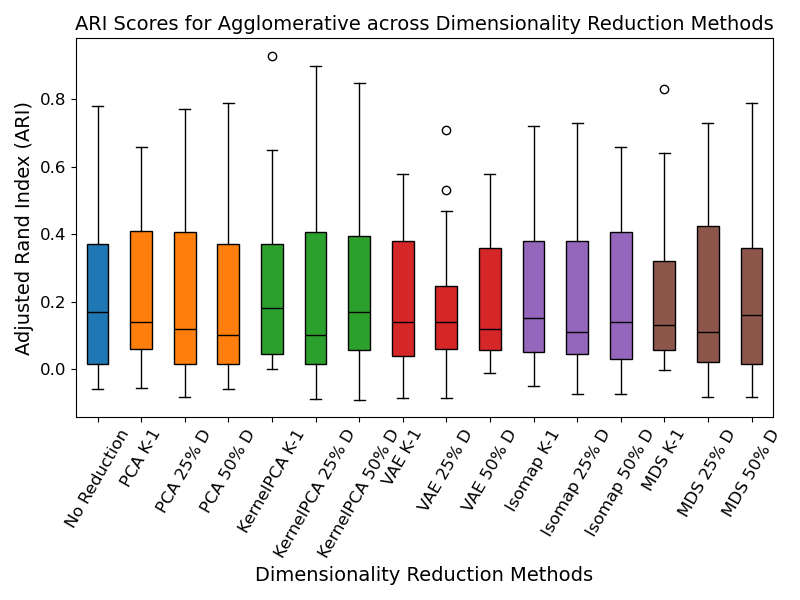 ARI Scores for Agglomerative across Dimensionality Reduction Methods
Adjusted Rand Index (ARI)
0.8
0.6
0.4
0.2
0.0
No Reduction
PCA K-1
PCA 25% D
PCA 50% D
KernelPCA K-1
KernelPCA 25% D
KernelPCA 50% D
VAE K-1
VAE 25% D
VAE 50% D
Isomap K-1
Isomap 25% D
Isomap 50% D
MDS K-1
MDS 25% D
MDS 50% D
Dimensionality Reduction Methods